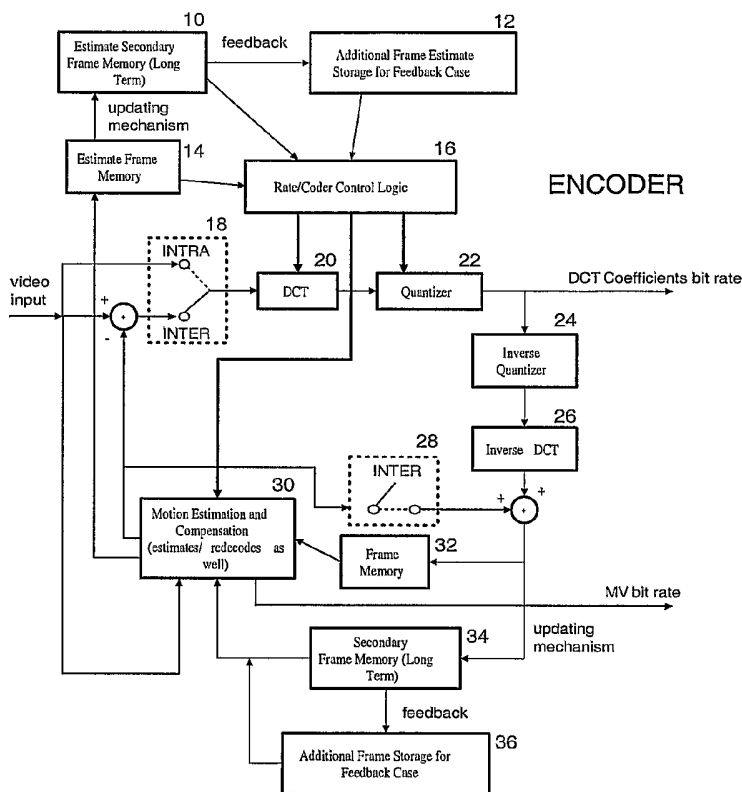 10
12
Estimate Secondary
Frame Memory (Long
Term)
feedback
Additional Frame Estimate
Storage for Feedback Case
updating
mechanism
14
Estimate Frame
Memory
16
Rate/Coder Control Logic
ENCODER
18
INTRA
INTER
20
DCT
22
Quantizer
DCT Coefficients bit rate
video
input
+
+
-
24
Inverse
Quantizer
26
Inverse DCT
28
INTER
+
+
+
30
Motion Estimation and
Compensation
(estimates/ redecodes as
well)
32
Frame
Memory
MV bit rate
updating
mechanism
34
Secondary
Frame Memory (Long
Term)
feedback
36
Additional Frame Storage for
Feedback Case